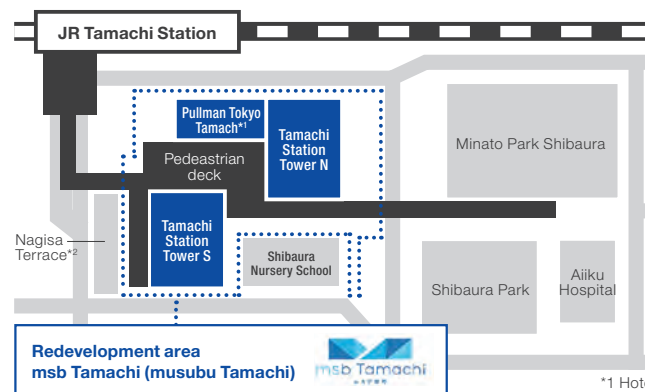 JR Tamachi Station
Pullman Tokyo
Tamach*1
Tamachi
Station
Tower N
Minato Park Shibaura
Pedeastrian
deck
Tamachi
Station
Tower S
Nagisa
Terrace*2
Shibaura
Nursery School
Shibaura Park
Aiiku
Hospital
Redevelopment area
msb Tamachi (musubu Tamachi)
msb Tamachi
*1 Hot